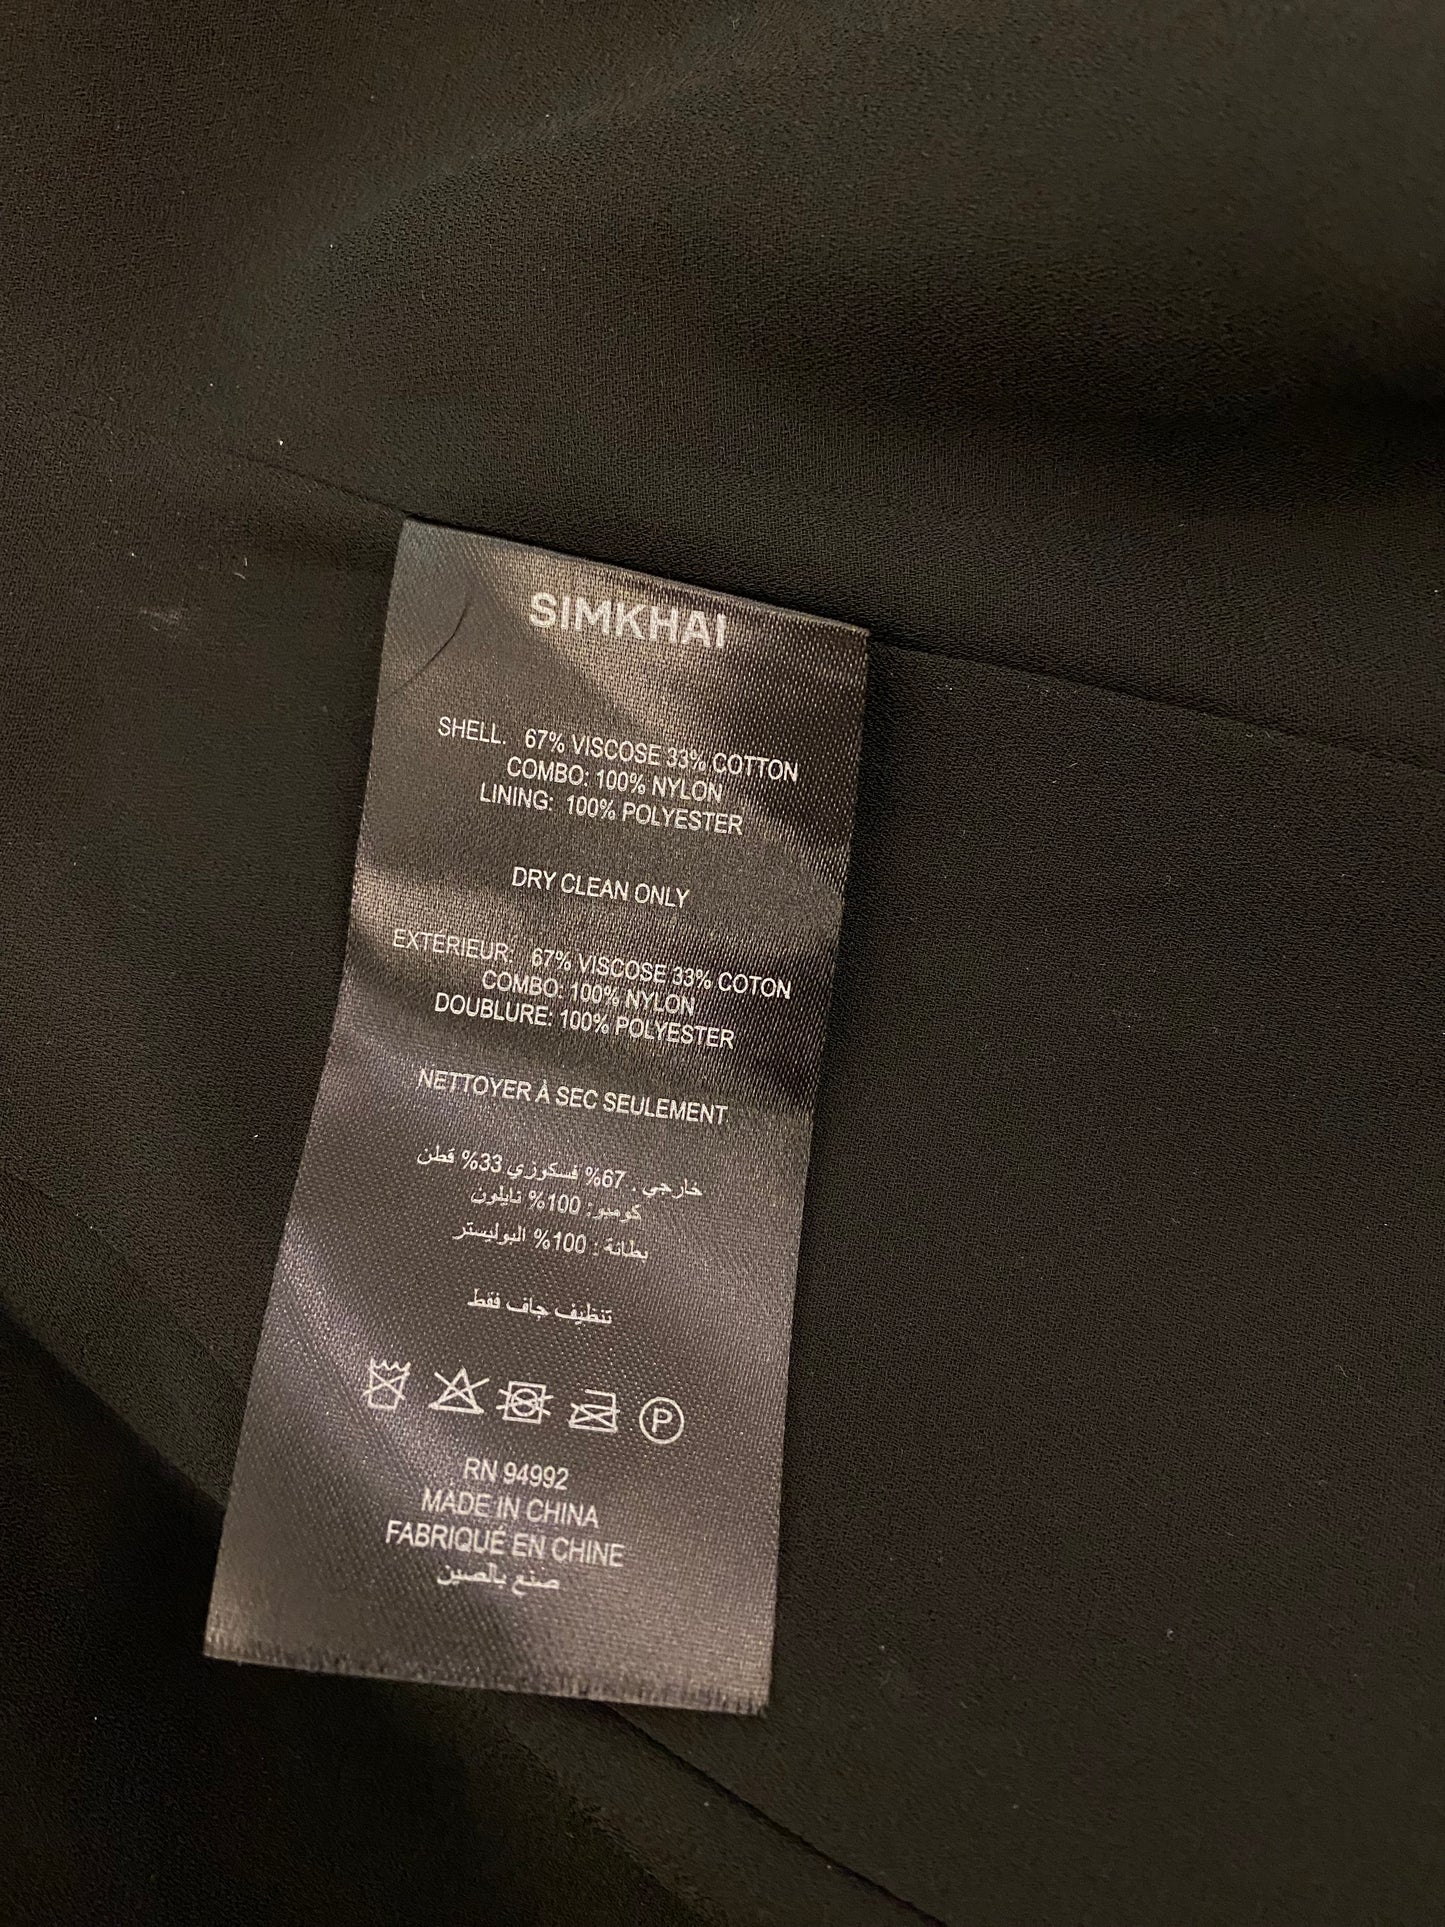 SIMKHAI
SHELL. 67% VISCOSE 33% COTTON
COMBO: 100% NYLON
LINING: 100% POLYESTER
DRY CLEAN ONLY
EXTÉRIEUR: 67% VISCOSE 33% COTON
COMBO: 100% NYLON
DOUBLURE: 100% POLYESTER
NETTOYER À SEC SEULEMENT.
خارجي . 67% فسكوزي 33% قطن
كومبو: 100% نايلون
بطانة : 100% البوليستر
تنظيف جاف فقط
P
RN 94992
MADE IN CHINA
FABRIQUÉ EN CHINE
صنع بالصين